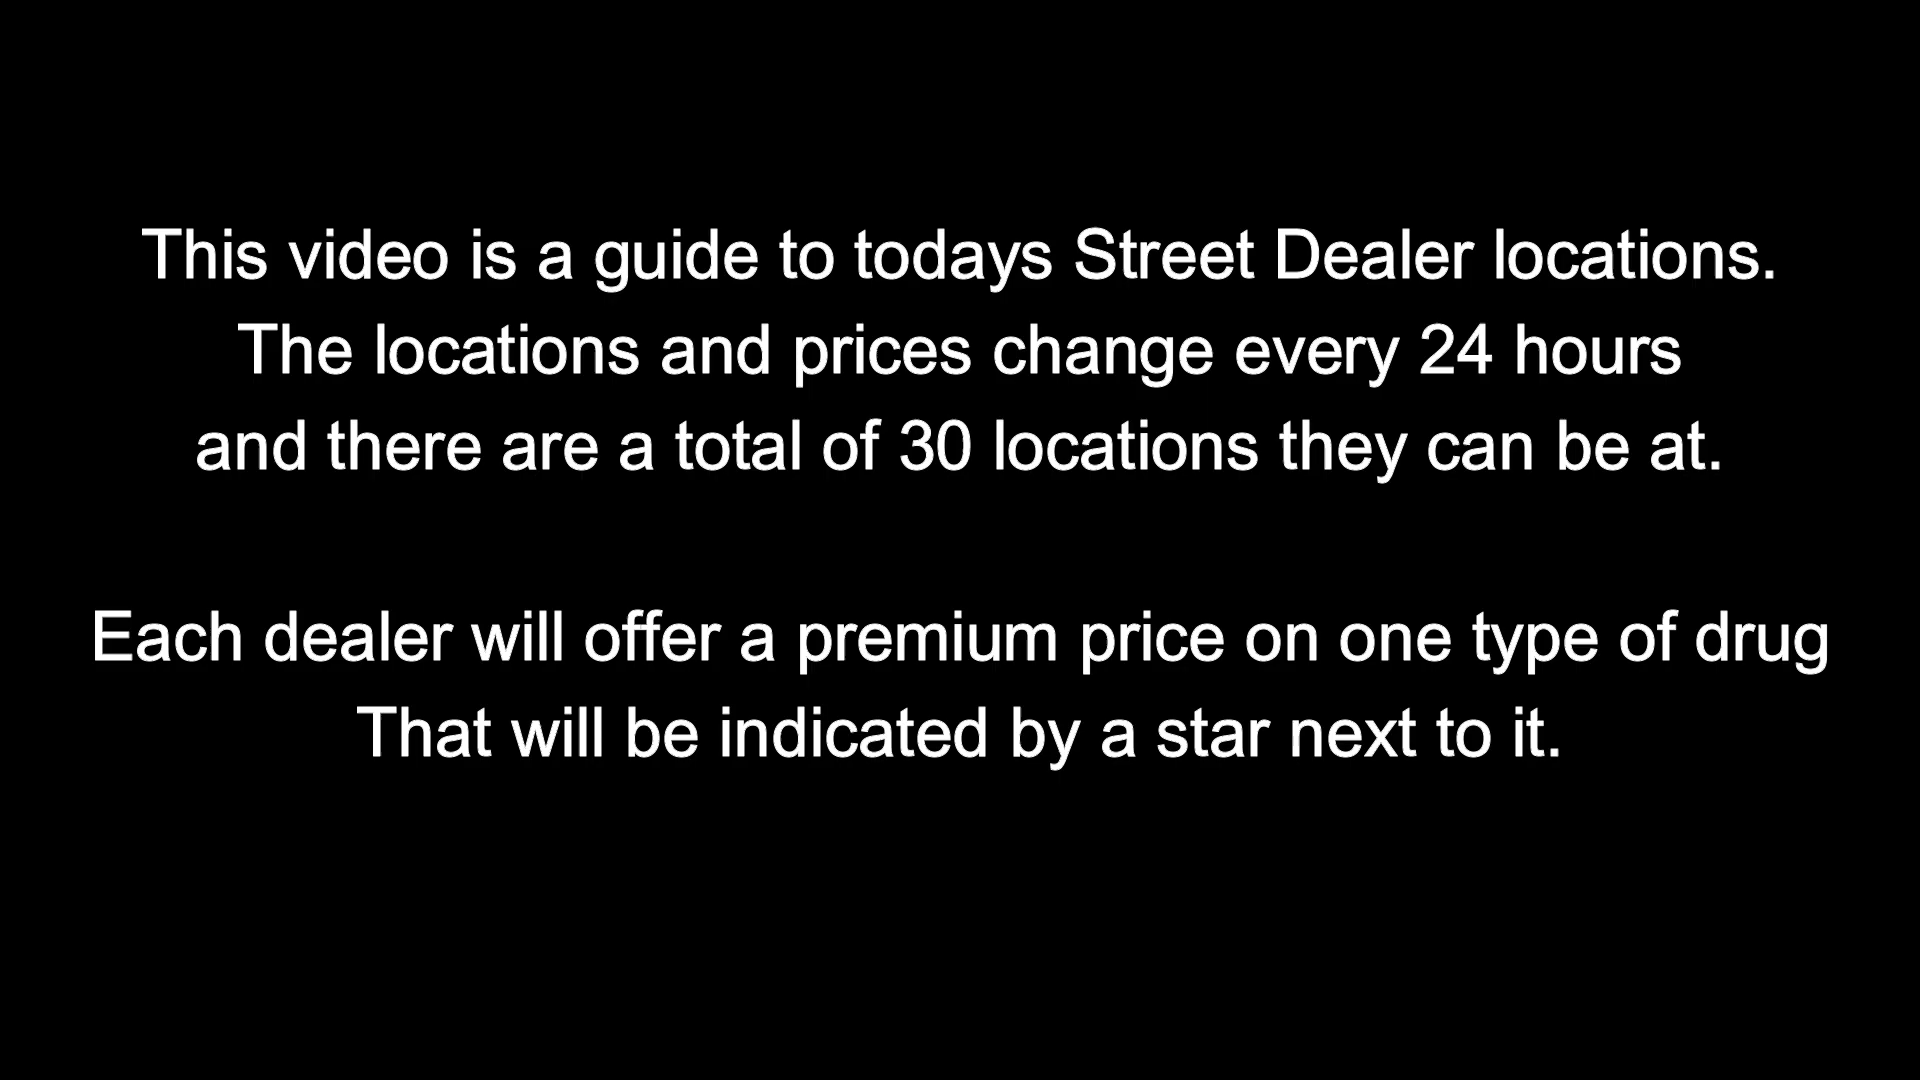 This video is a guide to todays Street Dealer locations.
The locations and prices change every 24 hours
and there are a total of 30 locations they can be at.
Each dealer will offer a premium price on one type of drug
That will be indicated by a star next to it.